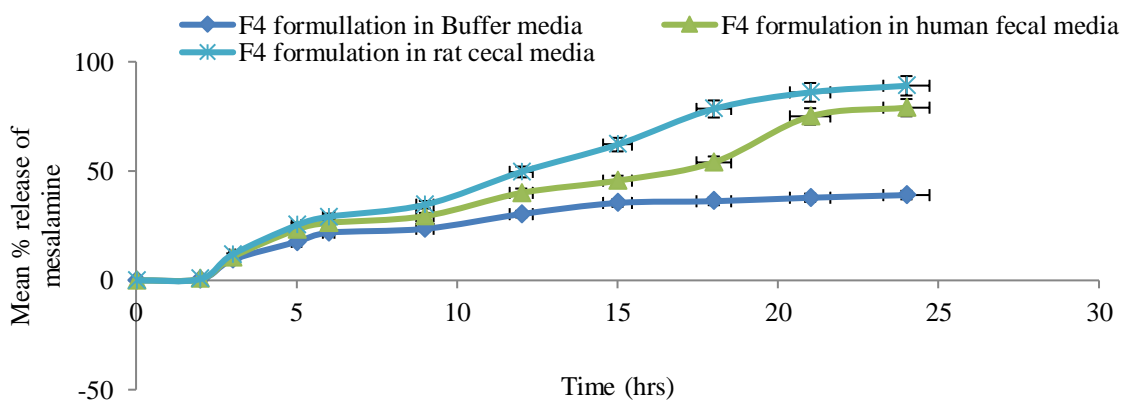 F4 formullation in Buffer media
F4 formulation in human fecal media
F4 formulation in rat cecal media
Mean % release of
mesalamine
100
50
0
-50
0 5 10 15 20 25 30
Time (hrs)